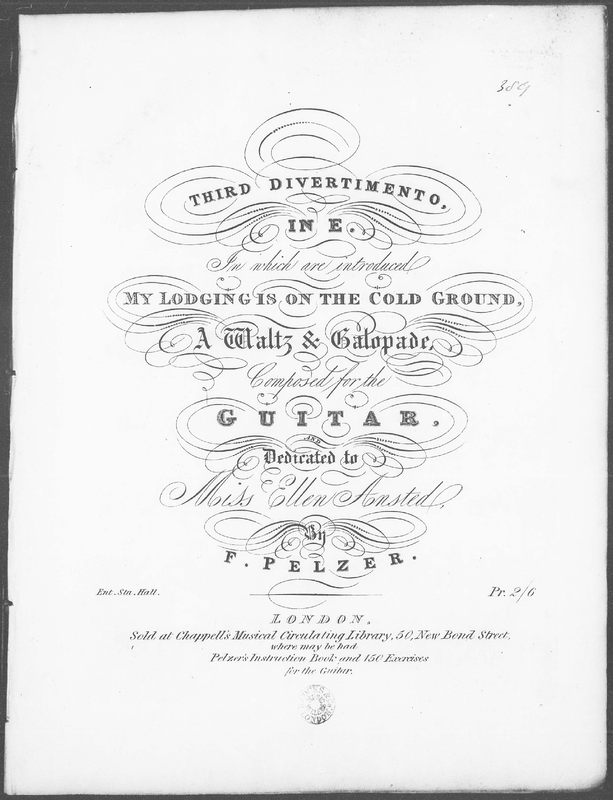 THIRD DIVERTIMENTO,
IN E.
In which are introduced
MY LODGING IS ON THE COLD GROUND,
A Waltz & Galopade,
Composed for the
GUITAR,
AND
Dedicated to
Miss Ellen Ansted,
By
F. PELZER.
Ent. Sta. Hall.
Pr. 2/6
LONDON,
Sold at Chappell's Musical Circulating Library, 50, New Bond Street,
where may be had
Pelzer's Instruction Book and 150 Exercises
for the Guitar.